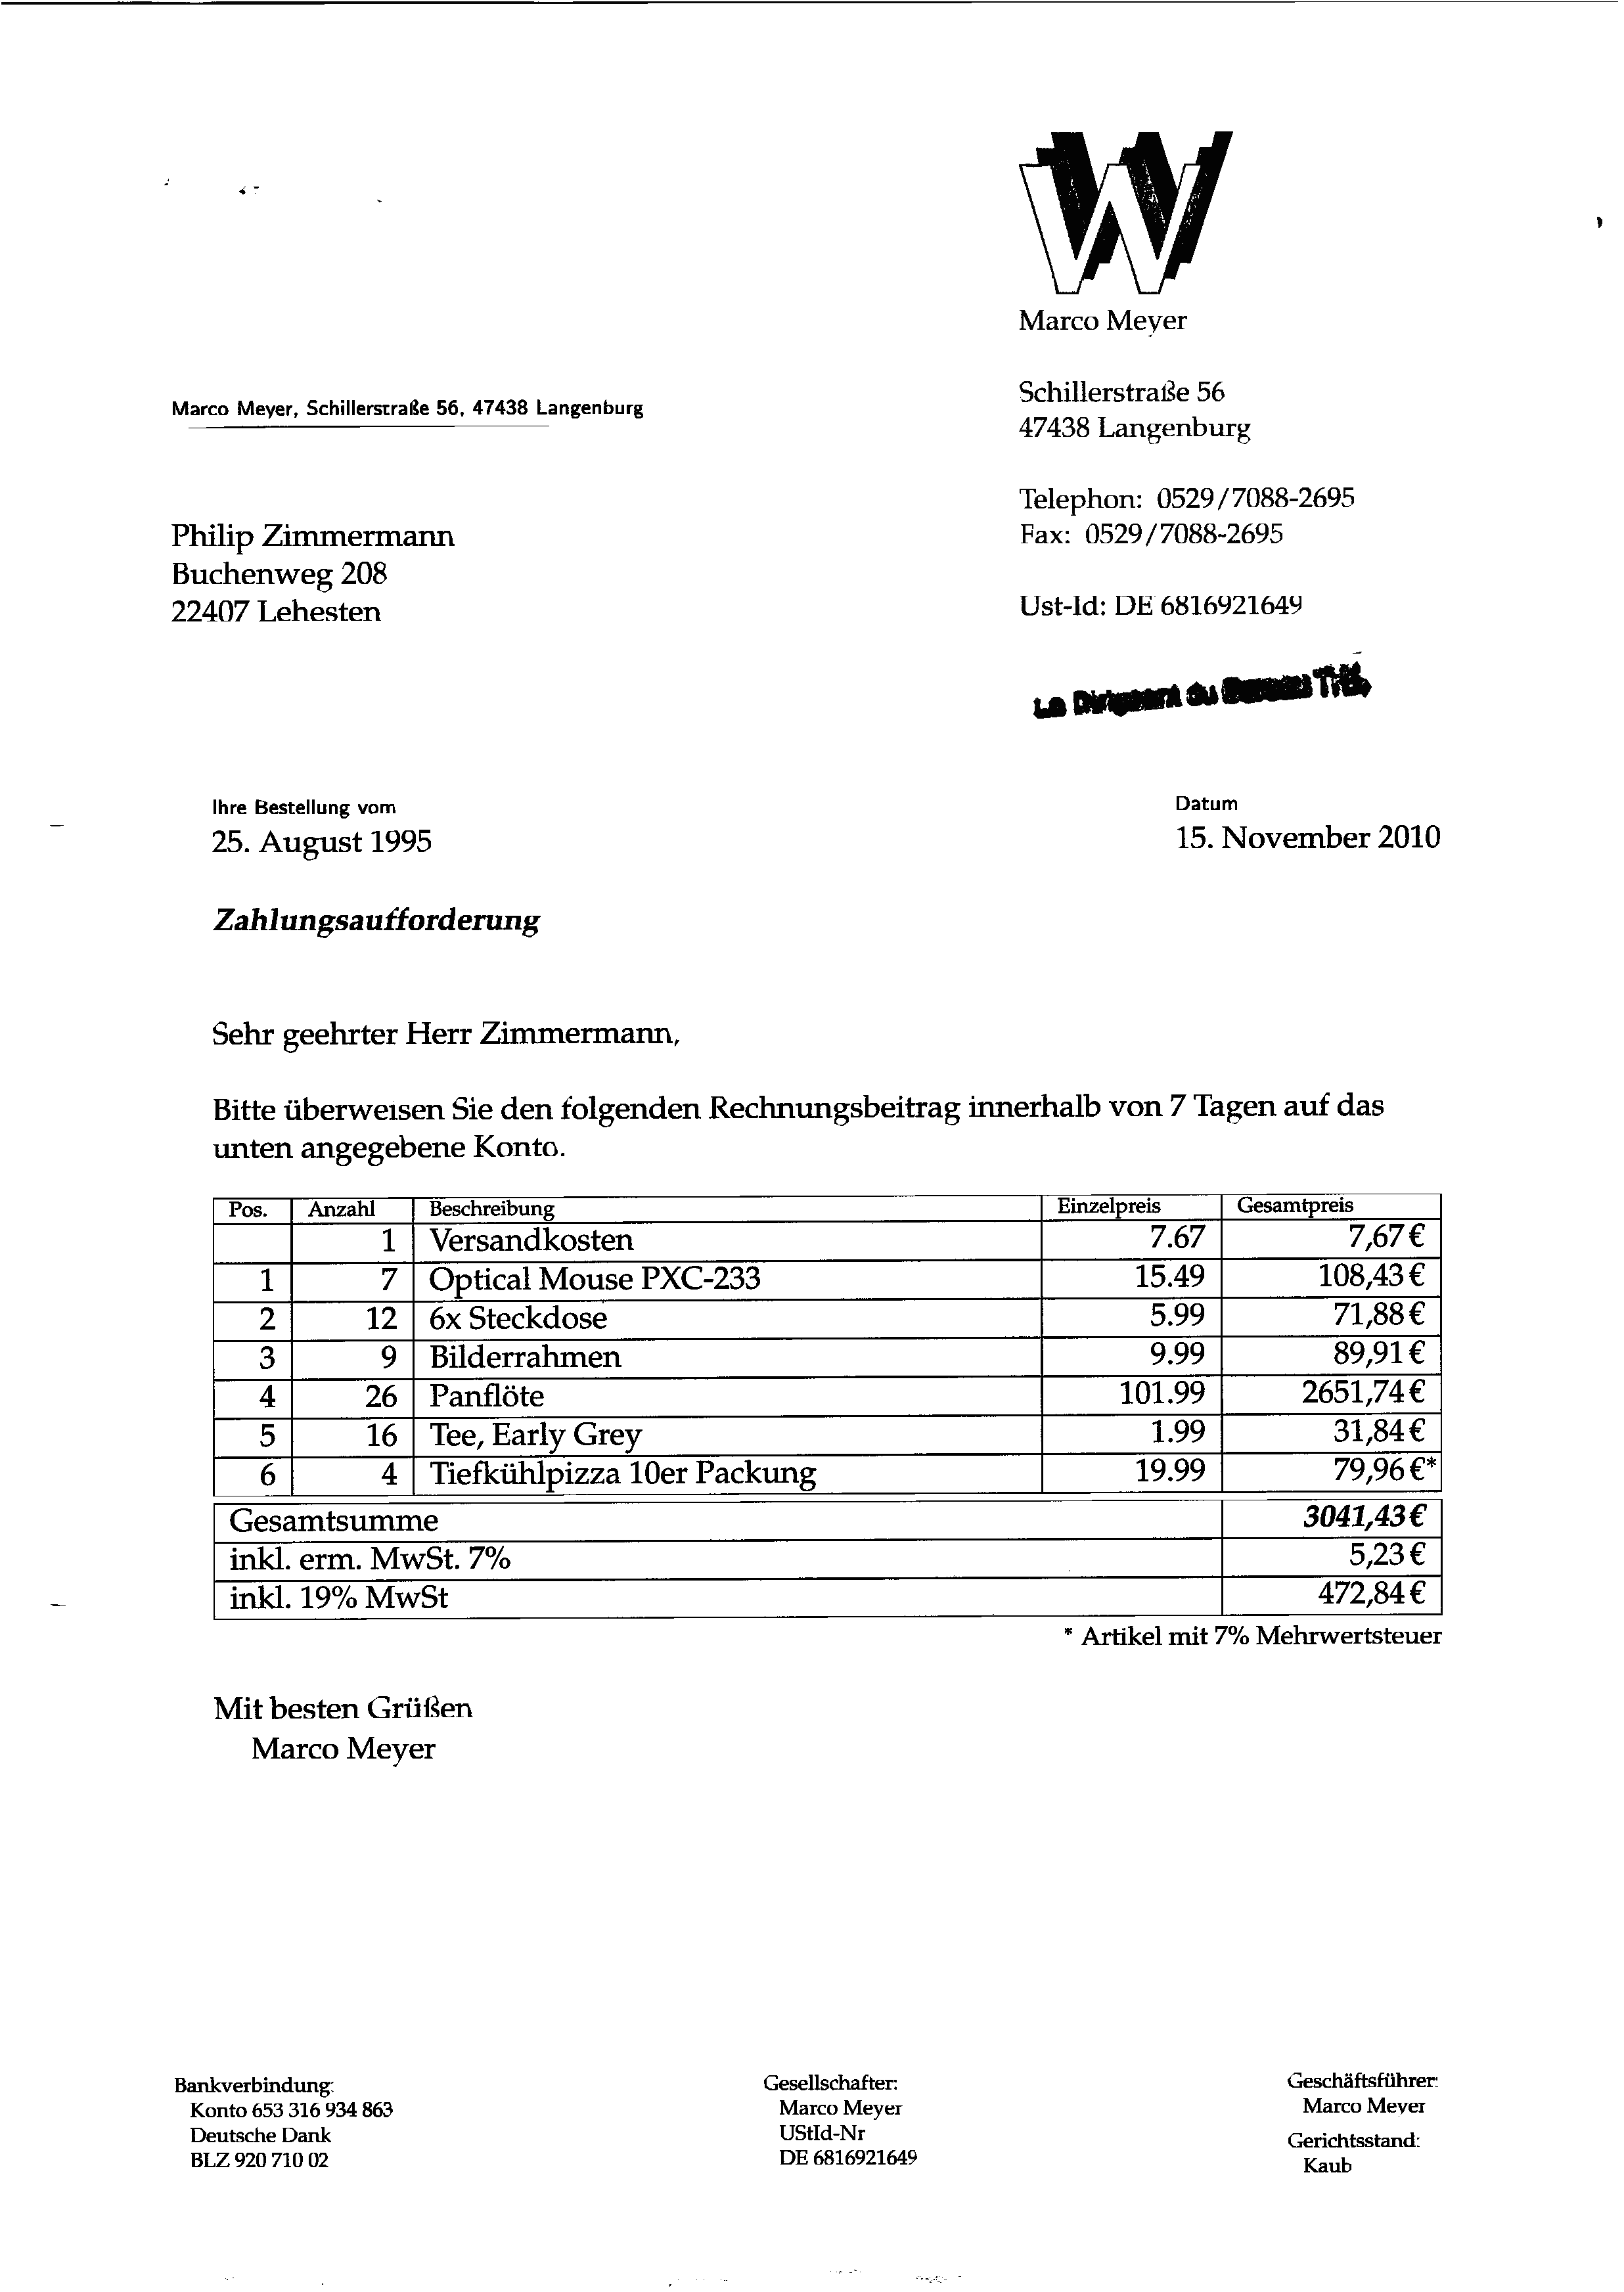 W
Marco Meyer
Schillerstraße 56
47438 Langenburg
Telephon: 0529/7088-2695
Fax: 0529/7088-2695
Ust-Id: DE 6816921649
Marco Meyer, Schillerstraße 56, 47438 Langenburg
Philip Zimmermann
Buchenweg 208
22407 Lehesten
Le Dirigeant du
Ihre Bestellung vom
25. August 1995
Datum
15. November 2010
Zahlungsaufforderung
Sehr geehrter Herr Zimmermann,
Bitte überweisen Sie den folgenden Rechnungsbeitrag innerhalb von 7 Tagen auf das
unten angegebene Konto.
Pos. Anzahl Beschreibung Einzelpreis Gesamtpreis
1 Versandkosten 7.67 7,67 €
1 7 Optical Mouse PXC-233 15.49 108,43 €
2 12 6x Steckdose 5.99 71,88 €
3 9 Bilderrahmen 9.99 89,91 €
4 26 Panflöte 101.99 2651,74 €
5 16 Tee, Early Grey 1.99 31,84 €
6 4 Tiefkühlpizza 10er Packung 19.99 79,96 €*
Gesamtsumme 3041,43 €
inkl. erm. MwSt. 7% 5,23 €
inkl. 19% MwSt 472,84 €
* Artikel mit 7% Mehrwertsteuer
Mit besten Grüßen
Marco Meyer
Bankverbindung:
Konto 653 316 934 863
Deutsche Dank
BLZ 920 710 02
Gesellschafter:
Marco Meyer
UStId-Nr
DE 6816921649
Geschäftsführer:
Marco Meyer
Gerichtsstand:
Kaub